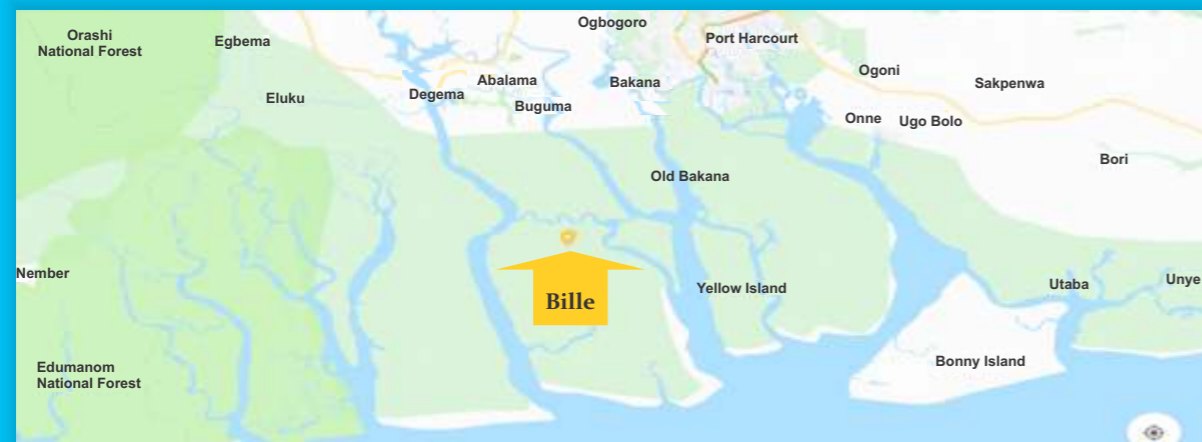 Ogbogoro
Orashi
National Forest
Egbema
Port Harcourt
Ogoni
Abalama
Bakana
Sakpenwa
Eluku
Degema
Buguma
Onne
Ugo Bolo
Bori
Old Bakana
Nember
Yellow Island
Utaba
Unye
Bille
Bonny Island
Edumanom
National Forest